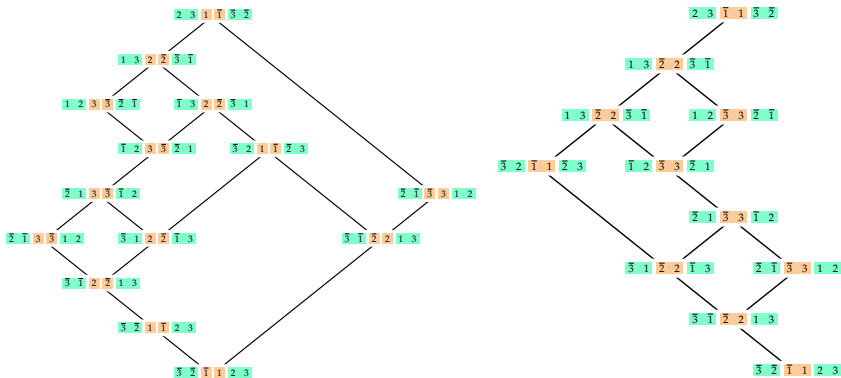 2 3 1 1̅ 3̅ 2̅
1 3 2 2̅ 3̅ 1̅
1 2 3 3̅ 2̅ 1̅
1̅ 3 2 2̅ 3̅ 1
1̅ 2 3 3̅ 2̅ 1
3̅ 2 1 1̅ 2̅ 3
2̅ 1 3 3̅ 1̅ 2
2̅ 1̅ 3̅ 3 1 2
2̅ 1̅ 3 3̅ 1 2
3̅ 1 2 2̅ 1̅ 3
3̅ 1̅ 2̅ 2 1 3
3̅ 1̅ 2 2̅ 1 3
3̅ 2̅ 1 1̅ 2 3
3̅ 2̅ 1̅ 1 2 3
2 3 1̅ 1 3̅ 2̅
1 3 2̅ 2 3̅ 1̅
1 3 2̅ 2 3̅ 1̅
1 2 3̅ 3 2̅ 1̅
3̅ 2 1̅ 1 2̅ 3
1̅ 2 3̅ 3 2̅ 1
2̅ 1 3̅ 3 1̅ 2
3̅ 1 2̅ 2 1̅ 3
2̅ 1̅ 3̅ 3 1 2
3̅ 1̅ 2̅ 2 1 3
3̅ 2̅ 1̅ 1 2 3